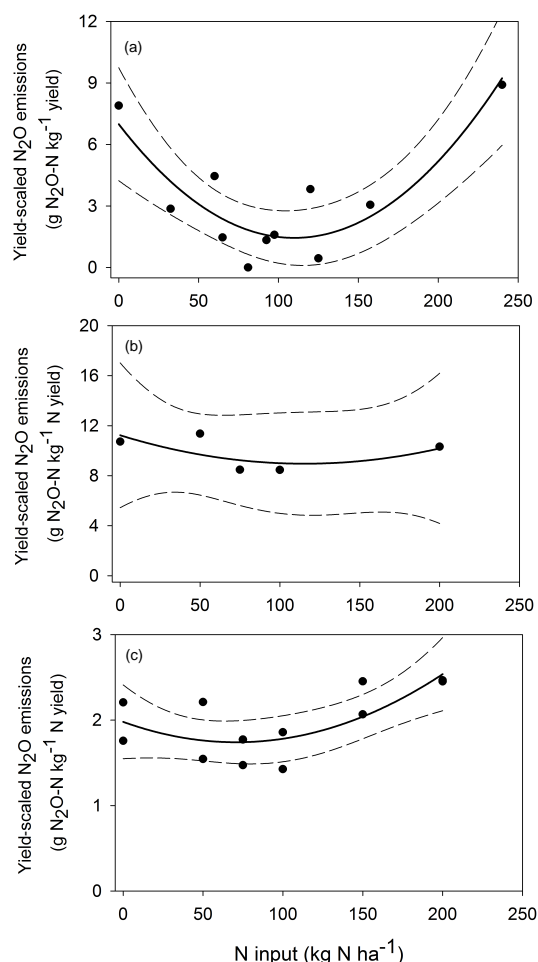 Yield-scaled N₂O emissions
(g N₂O-N kg⁻¹ yield)
(a)
12
9
6
3
0
0 50 100 150 200 250
Yield-scaled N₂O emissions
(g N₂O-N kg⁻¹ N yield)
(b)
20
16
12
8
4
0
0 50 100 150 200 250
Yield-scaled N₂O emissions
(g N₂O-N kg⁻¹ N yield)
(c)
3
2
1
0
0 50 100 150 200 250
N input (kg N ha⁻¹)